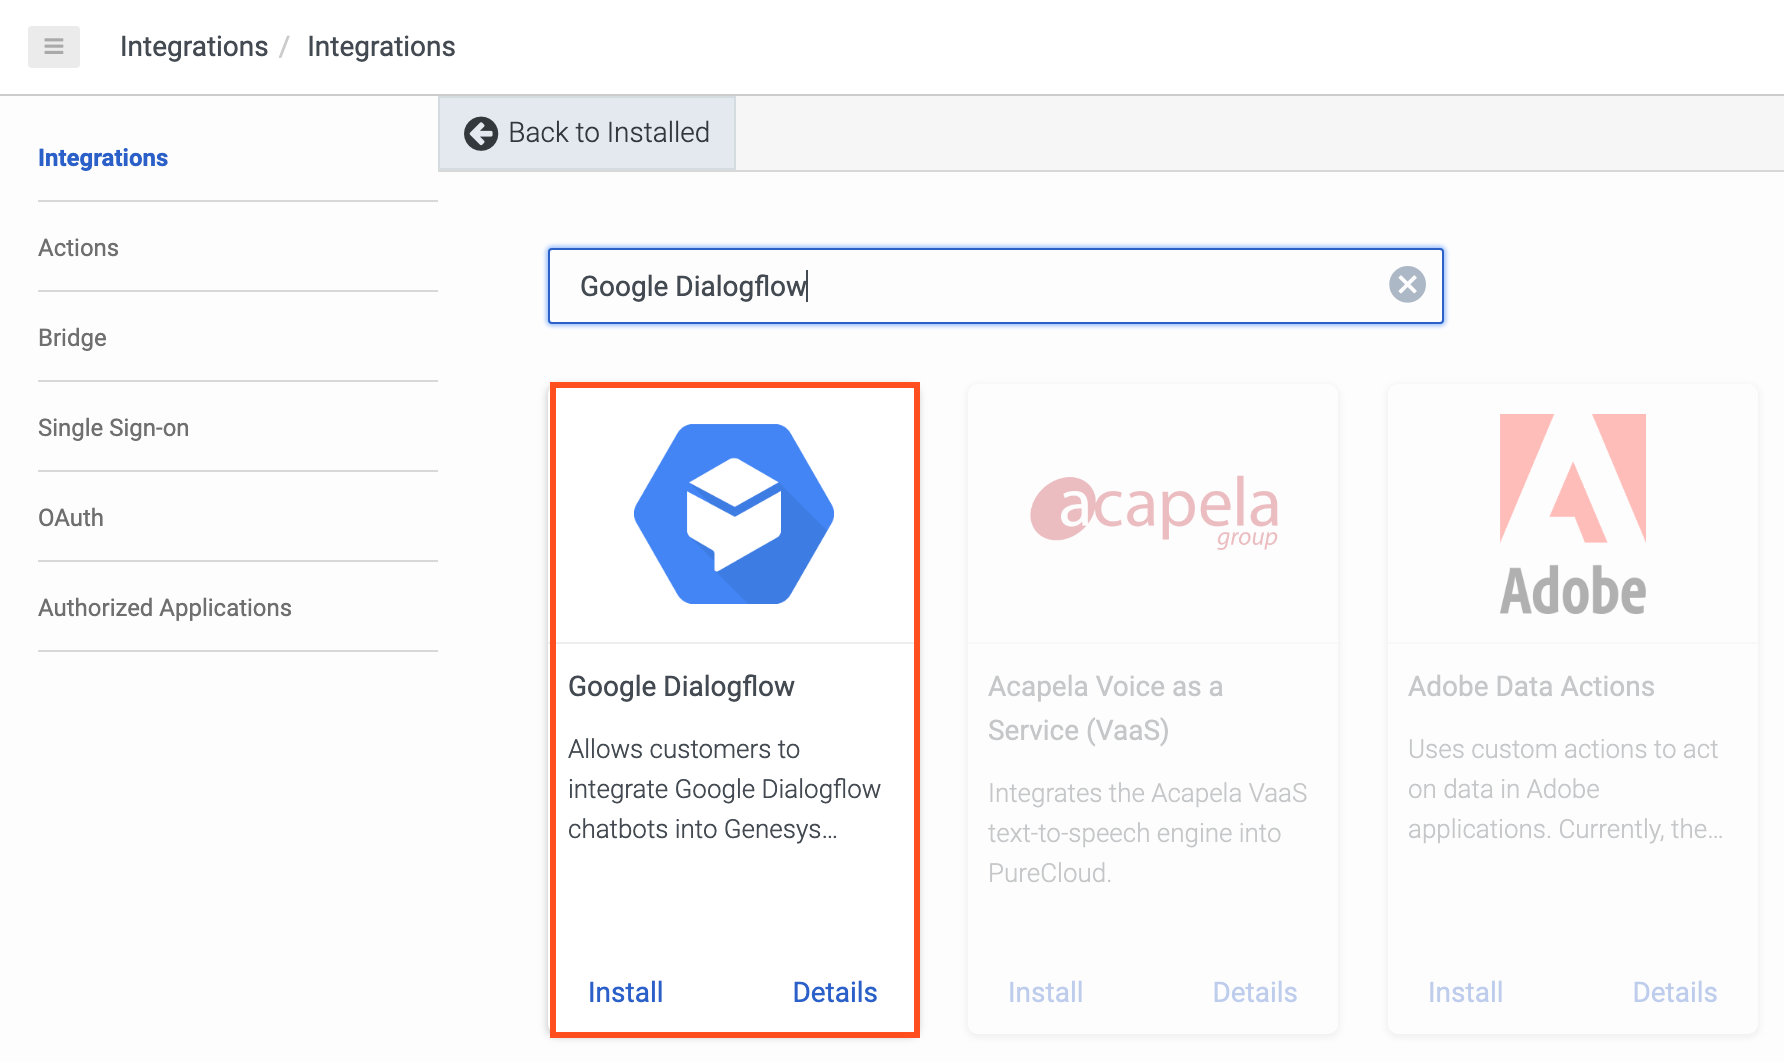 Integrations / Integrations
Back to Installed
Integrations
Actions
Bridge
Single Sign-on
OAuth
Authorized Applications
Google Dialogflow
Google Dialogflow
Allows customers to
integrate Google Dialogflow
chatbots into Genesys...
Install Details
acapela
group
Acapela Voice as a
Service (VaaS)
Integrates the Acapela VaaS
text-to-speech engine into
PureCloud.
Install Details
Adobe
Adobe Data Actions
Uses custom actions to act
on data in Adobe
applications. Currently, the...
Install Details